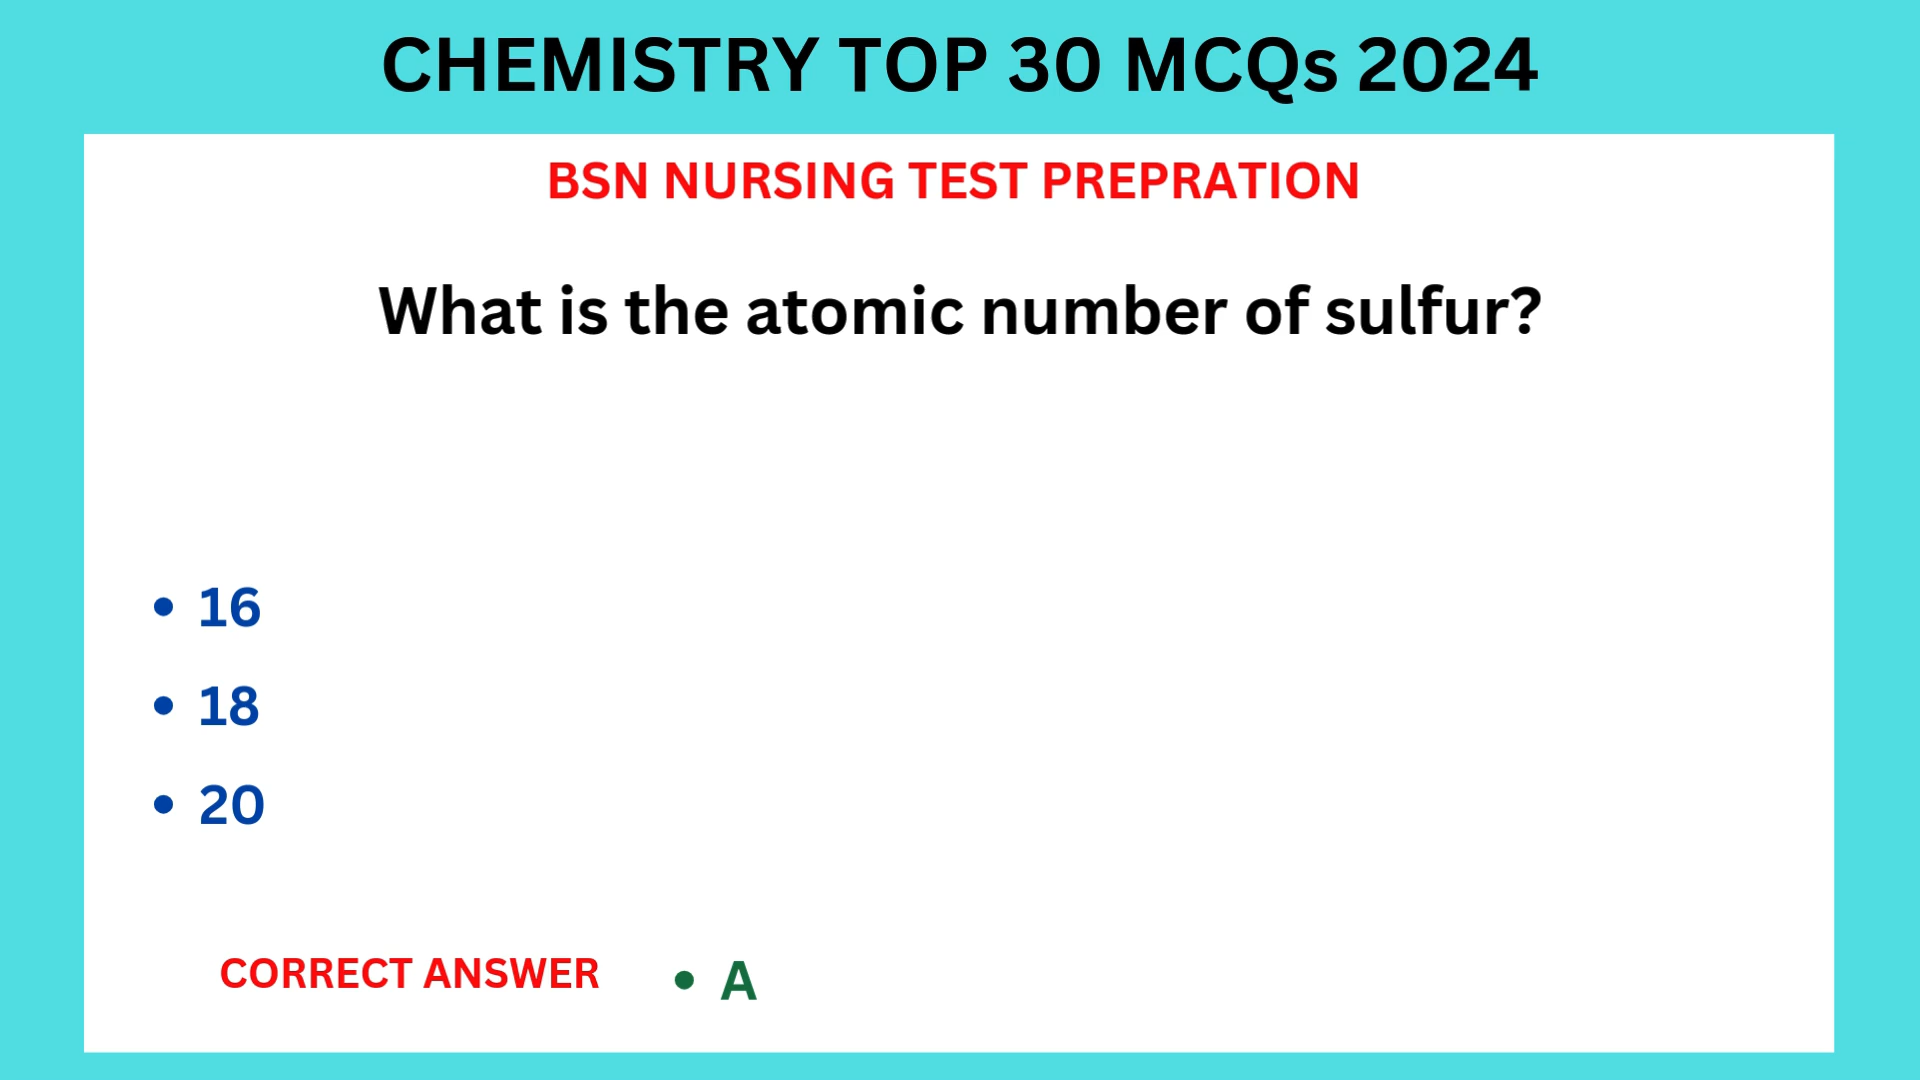 CHEMISTRY TOP 30 MCQs 2024
BSN NURSING TEST PREPRATION
What is the atomic number of sulfur?
• 16
• 18
• 20
CORRECT ANSWER • A